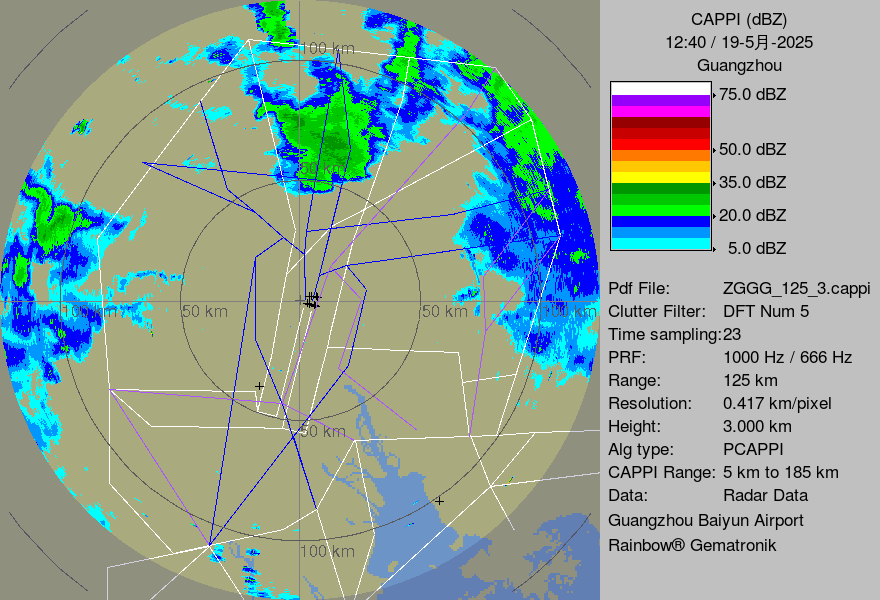 CAPPI (dBZ)
12:40 / 19-5月-2025
Guangzhou
75.0 dBZ
50.0 dBZ
35.0 dBZ
20.0 dBZ
5.0 dBZ
Pdf File: ZGGG_125_3.cappi
Clutter Filter: DFT Num 5
Time sampling:23
PRF: 1000 Hz / 666 Hz
Range: 125 km
Resolution: 0.417 km/pixel
Height: 3.000 km
Alg type: PCAPPI
CAPPI Range: 5 km to 185 km
Data: Radar Data
Guangzhou Baiyun Airport
Rainbow® Gematronik
100 km
100 km
50 km
50 km
100 km
50 km
100 km